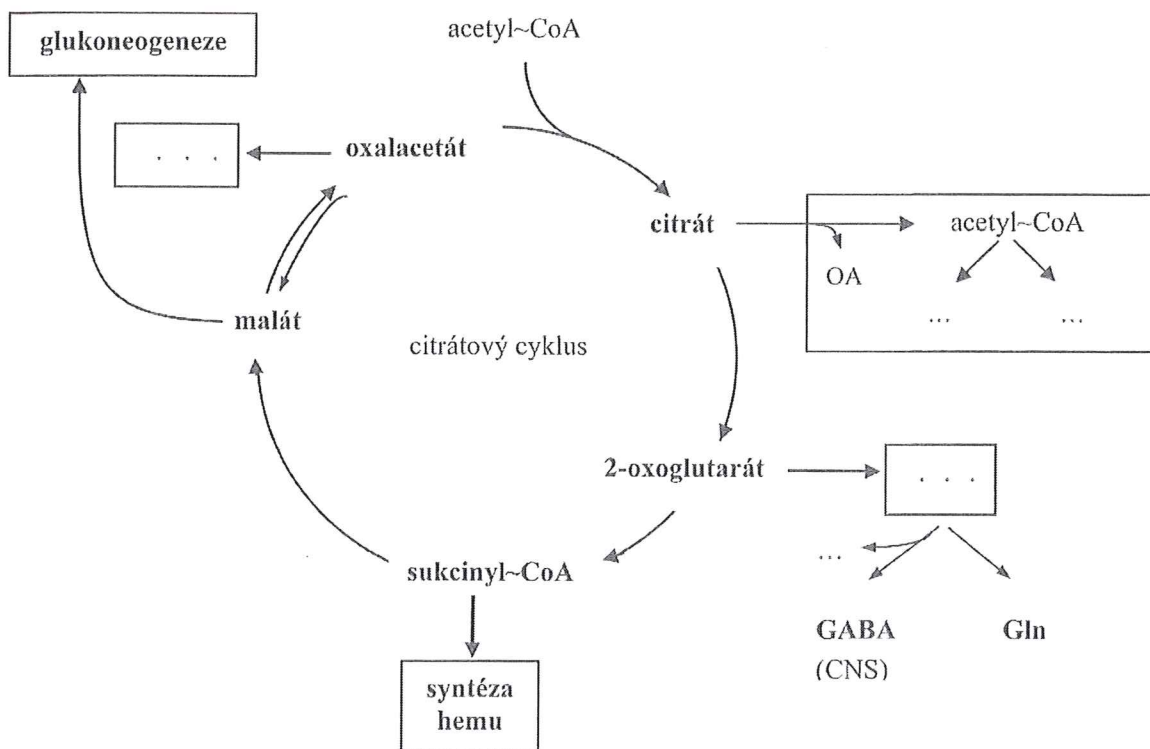 acetyl~CoA
glukoneogeneze
. . .
oxalacetát
citrát
acetyl~CoA
OA
...
...
malát
citrátový cyklus
2-oxoglutarát
. . .
...
sukcinyl~CoA
GABA
(CNS)
Gln
syntéza
hemu